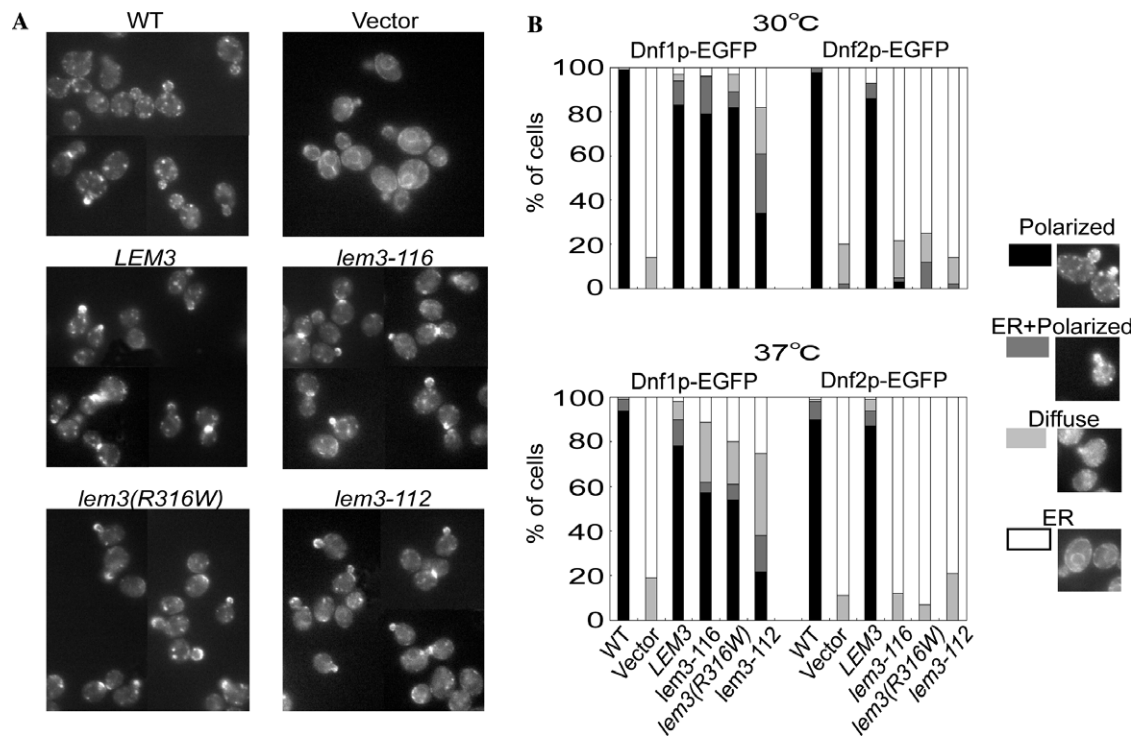 A
WT
Vector
LEM3
lem3-116
lem3(R316W)
lem3-112
B
30°C
Dnf1p-EGFP
Dnf2p-EGFP
100
80
60
40
20
0
% of cells
37°C
Dnf1p-EGFP
Dnf2p-EGFP
100
80
60
40
20
0
% of cells
WT
Vector
LEM3
lem3-116
lem3(R316W)
lem3-112
WT
Vector
LEM3
lem3-116
lem3(R316W)
lem3-112
Polarized
ER+Polarized
Diffuse
ER